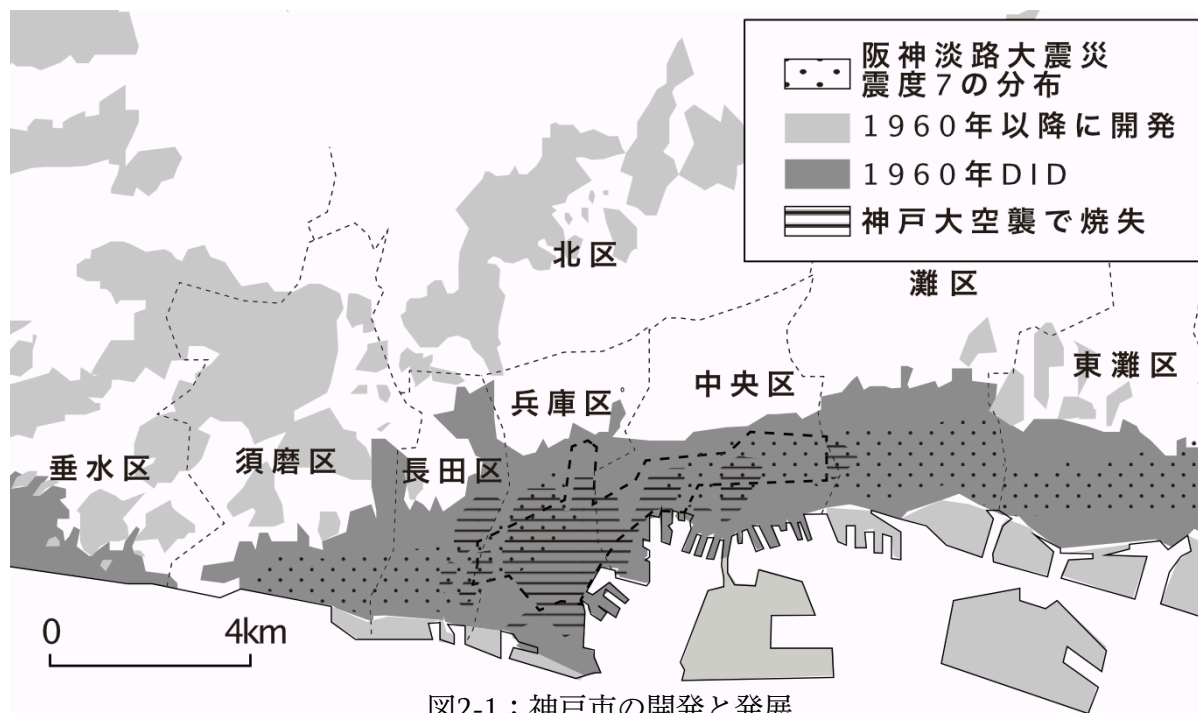 阪神淡路大震災
震度7の分布
1960年以降に開発
1960年DID
神戸大空襲で焼失
北区
灘区
東灘区
中央区
兵庫区
長田区
須磨区
垂水区
0 4km
図2-1：神戸市の開発と発展